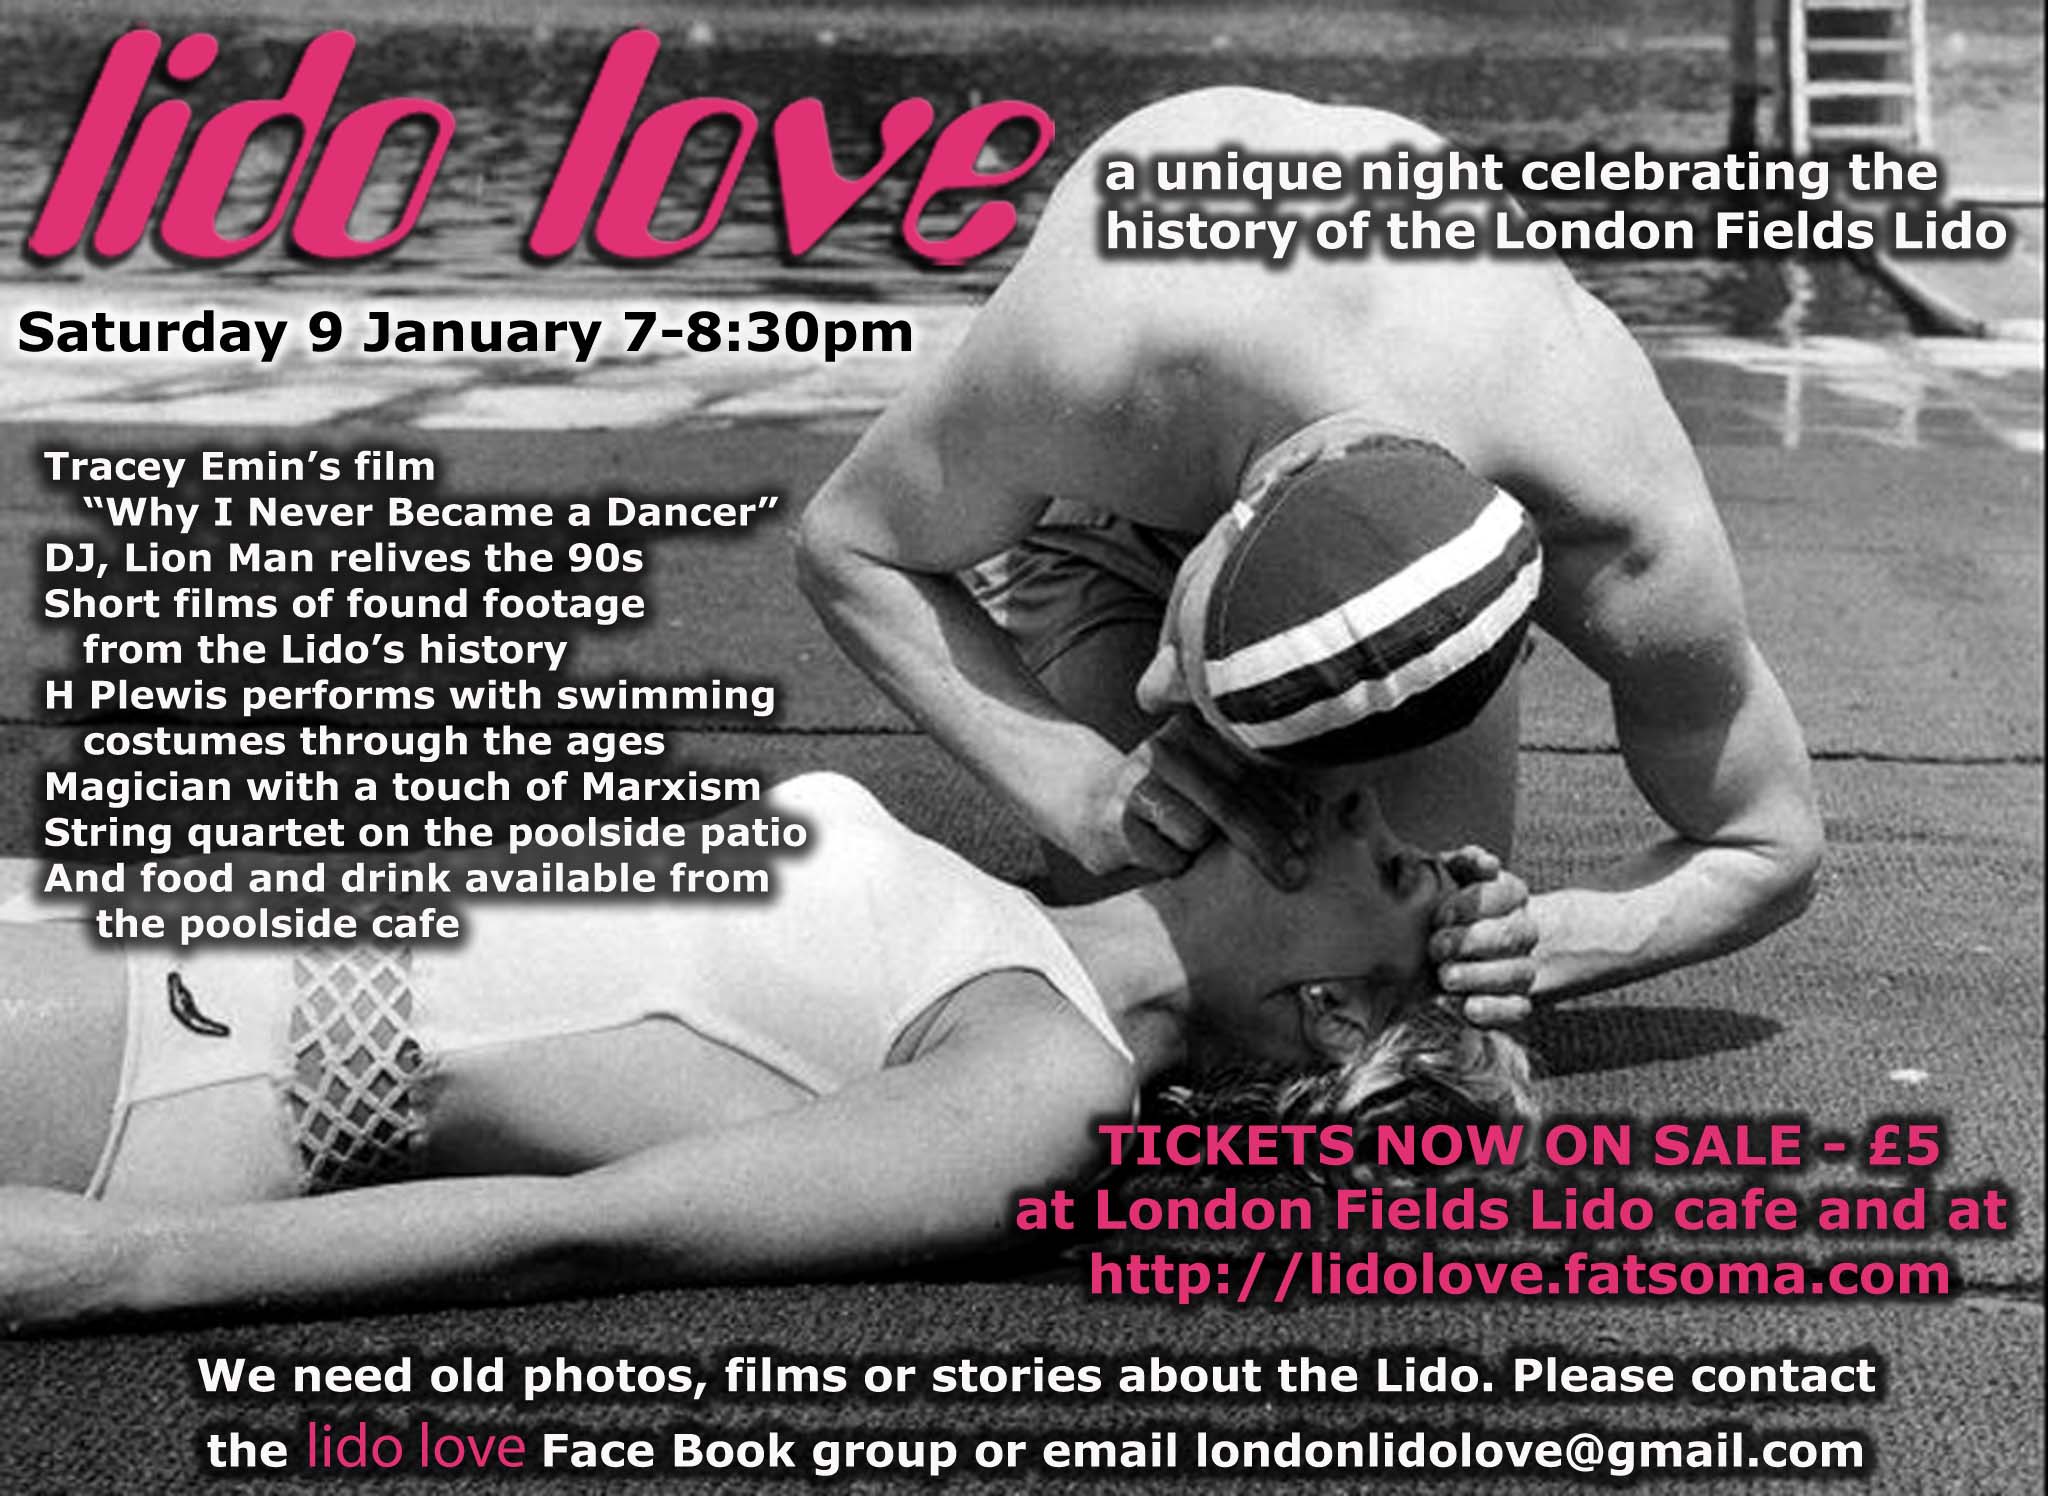 lido love
a unique night celebrating the
history of the London Fields Lido
Saturday 9 January 7-8:30pm
Tracey Emin’s film
“Why I Never Became a Dancer”
DJ, Lion Man relives the 90s
Short films of found footage
from the Lido’s history
H Plewis performs with swimming
costumes through the ages
Magician with a touch of Marxism
String quartet on the poolside patio
And food and drink available from
the poolside cafe
TICKETS NOW ON SALE - £5
at London Fields Lido cafe and at
http://lidolove.fatsoma.com
We need old photos, films or stories about the Lido. Please contact
the lido love Face Book group or email londonlidolove@gmail.com